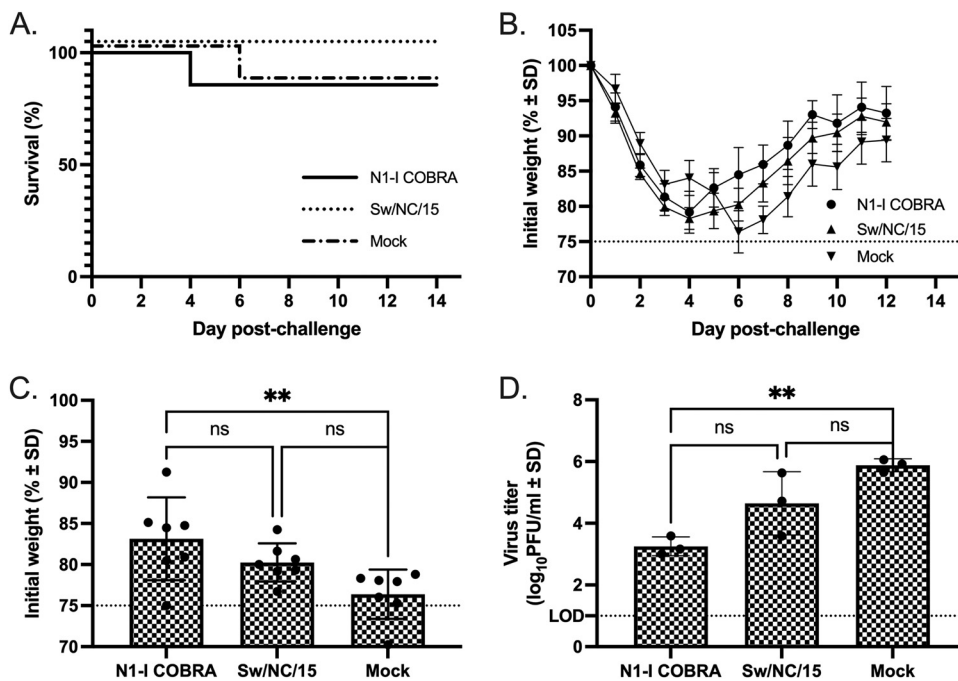 A.
Survival (%)
100
50
0
N1-I COBRA
Sw/NC/15
Mock
0 2 4 6 8 10 12 14
Day post-challenge
B.
Initial weight (% ± SD)
100
95
90
85
80
75
70
N1-I COBRA
Sw/NC/15
Mock
0 2 4 6 8 10 12 14
Day post-challenge
C.
Initial weight (% ± SD)
100
95
90
85
80
75
70
**
ns ns
N1-I COBRA Sw/NC/15 Mock
D.
Virus titer
(log10PFU/ml ± SD)
8
6
4
2
LOD
0
**
ns ns
N1-I COBRA Sw/NC/15 Mock